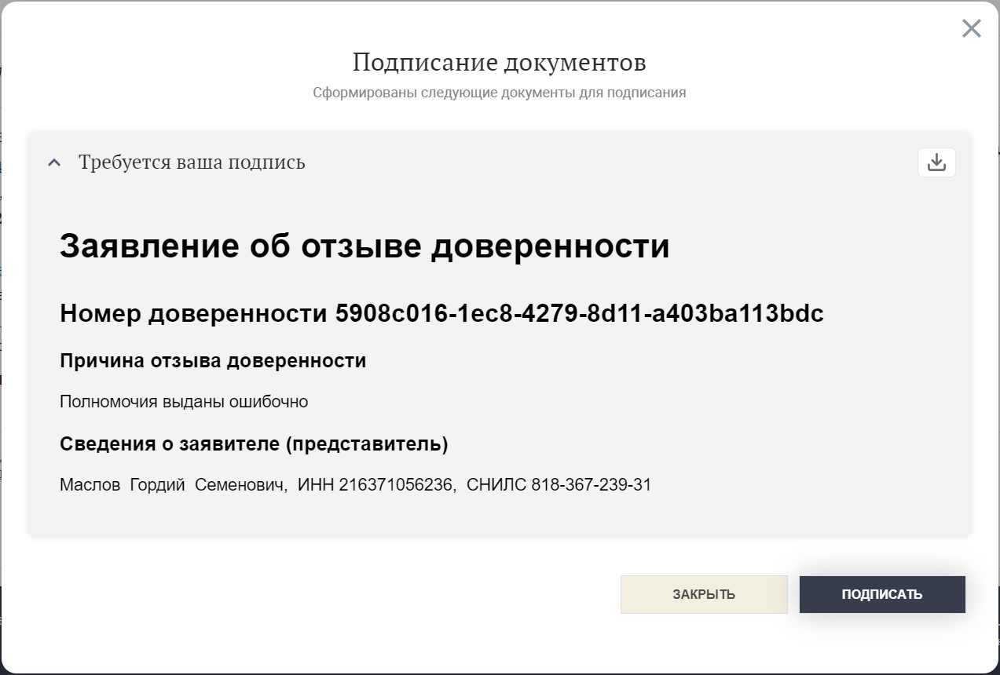 Подписание документов
Сформированы следующие документы для подписания
Требуется ваша подпись
Заявление об отзыве доверенности
Номер доверенности 5908c016-1ec8-4279-8d11-a403ba113bdc
Причина отзыва доверенности
Полномочия выданы ошибочно
Сведения о заявителе (представитель)
Маслов Гордий Семенович, ИНН 216371056236, СНИЛС 818-367-239-31
ЗАКРЫТЬ
ПОДПИСАТЬ